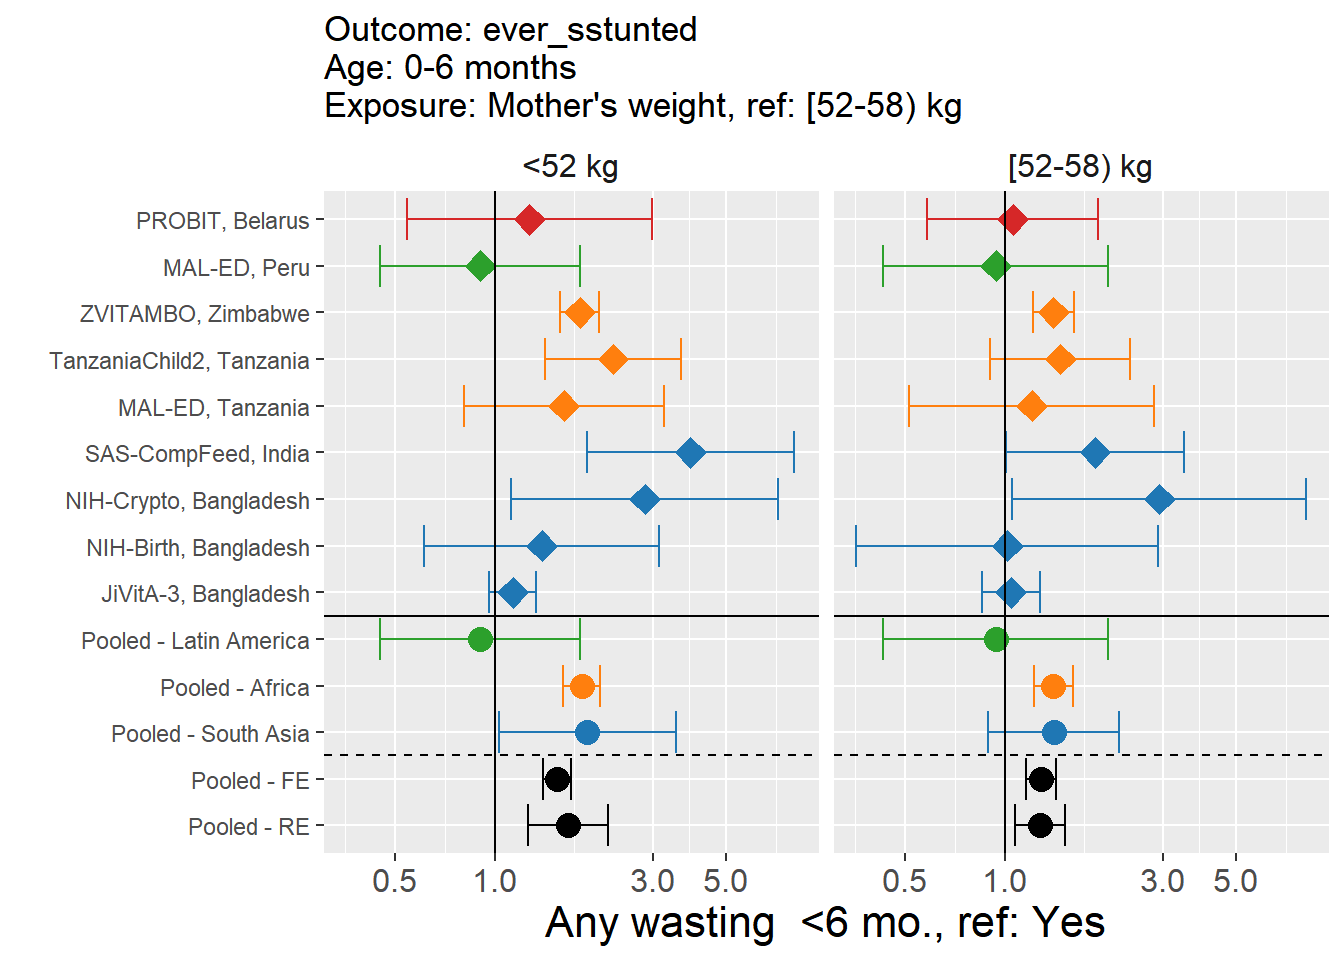 Outcome: ever_sstunted
Age: 0-6 months
Exposure: Mother's weight, ref: [52-58) kg
<52 kg
[52-58) kg
PROBIT, Belarus
MAL-ED, Peru
ZVITAMBO, Zimbabwe
TanzaniaChild2, Tanzania
MAL-ED, Tanzania
SAS-CompFeed, India
NIH-Crypto, Bangladesh
NIH-Birth, Bangladesh
JiVitA-3, Bangladesh
Pooled - Latin America
Pooled - Africa
Pooled - South Asia
Pooled - FE
Pooled - RE
0.5 1.0 3.0 5.0
0.5 1.0 3.0 5.0
Any wasting  <6 mo., ref: Yes